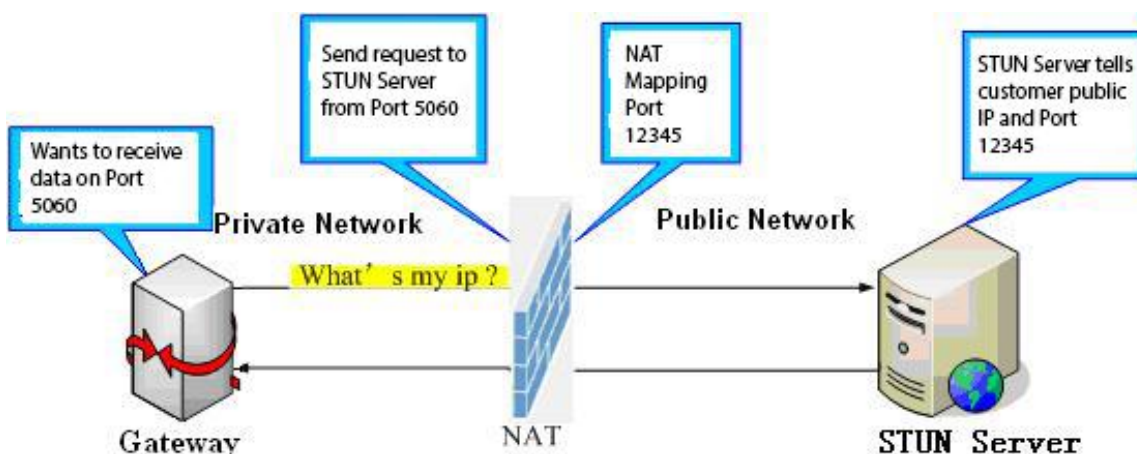 Send request to
STUN Server
from Port 5060
NAT
Mapping
Port
12345
STUN Server tells
customer public
IP and Port
12345
Wants to receive
data on Port
5060
Private Network
Public Network
What’s my ip ?
Gateway
NAT
STUN Server